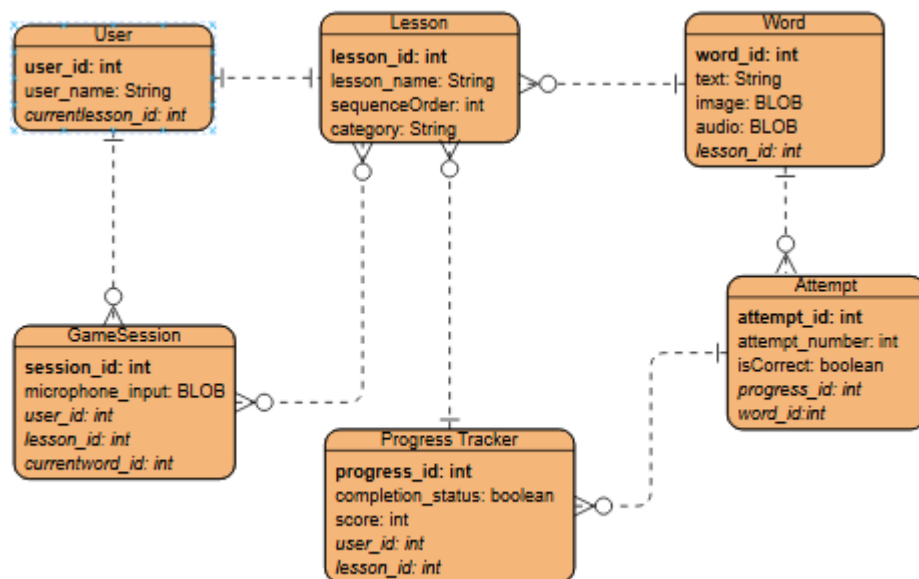 User
user_id: int
user_name: String
currentlesson_id: int
Lesson
lesson_id: int
lesson_name: String
sequenceOrder: int
category: String
Word
word_id: int
text: String
image: BLOB
audio: BLOB
lesson_id: int
GameSession
session_id: int
microphone_input: BLOB
user_id: int
lesson_id: int
currentword_id: int
Progress Tracker
progress_id: int
completion_status: boolean
score: int
user_id: int
lesson_id: int
Attempt
attempt_id: int
attempt_number: int
isCorrect: boolean
progress_id: int
word_id:int